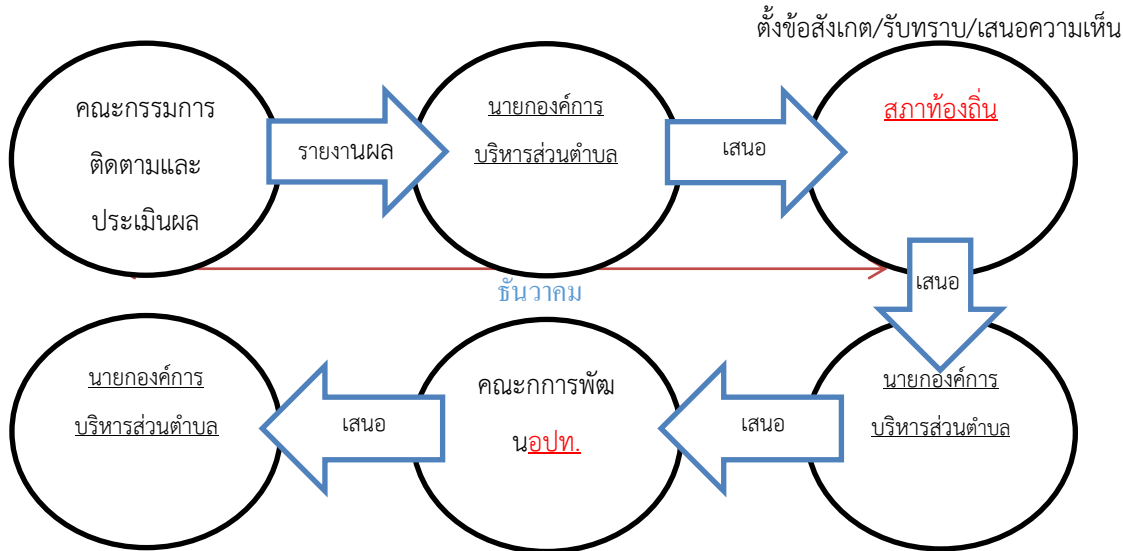 ตั้งข้อสังเกต/รับทราบ/เสนอความเห็น
คณะกรรมการ
ติดตามและ
ประเมินผล
รายงานผล
นายกองค์การ
บริหารส่วนตำบล
เสนอ
สภาท้องถิ่น
ธันวาคม
เสนอ
นายกองค์การ
บริหารส่วนตำบล
เสนอ
คณะกการพัฒ
นอปท.
เสนอ
นายกองค์การ
บริหารส่วนตำบล